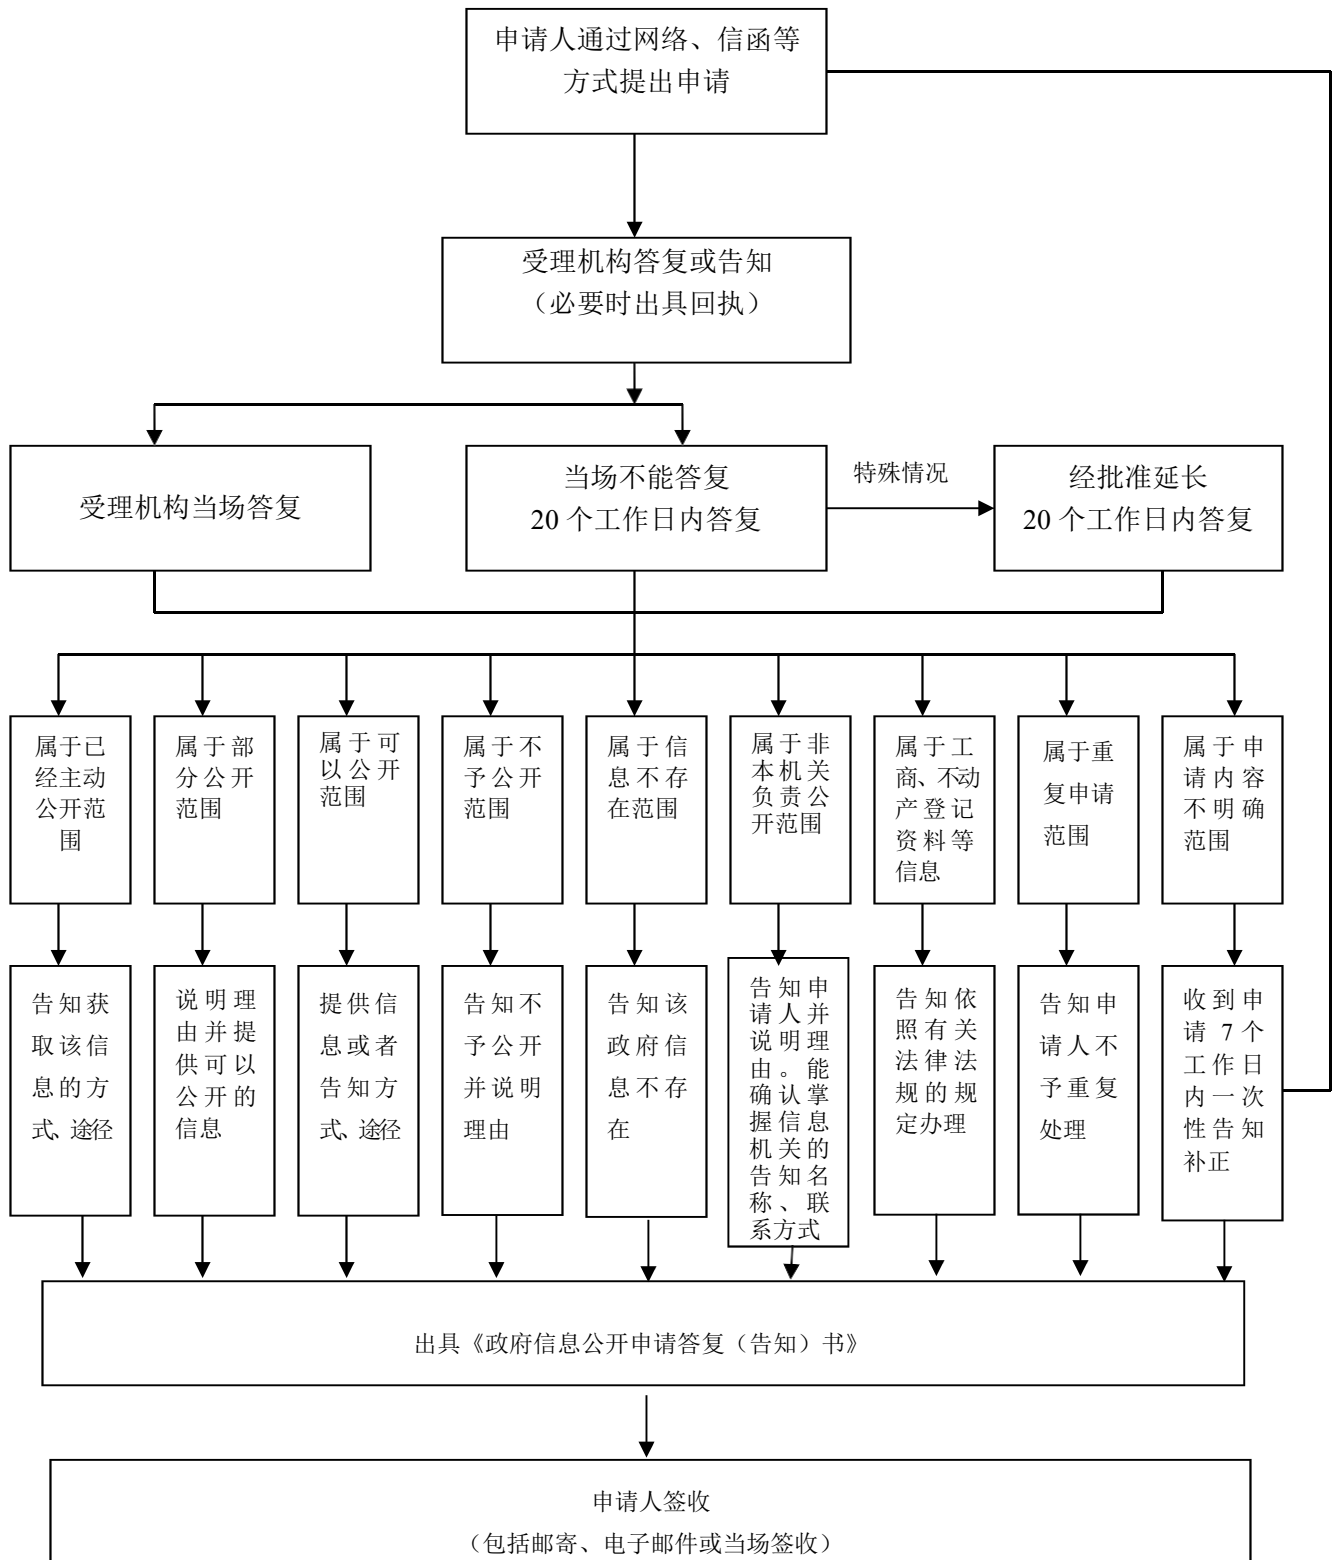 申请人通过网络、信函等
方式提出申请
受理机构答复或告知
（必要时出具回执）
受理机构当场答复
当场不能答复
20 个工作日内答复
特殊情况
经批准延长
20 个工作日内答复
属于已
经主动
公开范
围
属于部
分公开
范围
属于可
以公开
范围
属于不
予公开
范围
属于信
息不存
在范围
属于非
本机关
负责公
开范围
属于工
商、不动
产登记
资料等
信息
属于重
复申请
范围
属于申
请内容
不明确
范围
告知获
取该信
息的方
式、途径
说明理
由并提
供可以
公开的
信息
提供信
息或者
告知方
式、途径
告知不
予公开
并说明
理由
告知该
政府信
息不存
在
告知申
请人并
说明理
由。能
确认掌
握信息
机关的
告知名
称、联
系方式
告知依
照有关
法律法
规的规
定办理
告知申
请人不
予重复
处理
收到申
请 7 个
工作日
内一次
性告知
补正
出具《政府信息公开申请答复（告知）书》
申请人签收
（包括邮寄、电子邮件或当场签收）